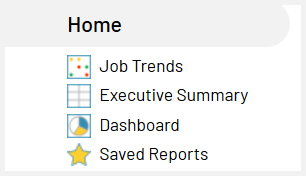 Home
Job Trends
Executive Summary
Dashboard
Saved Reports